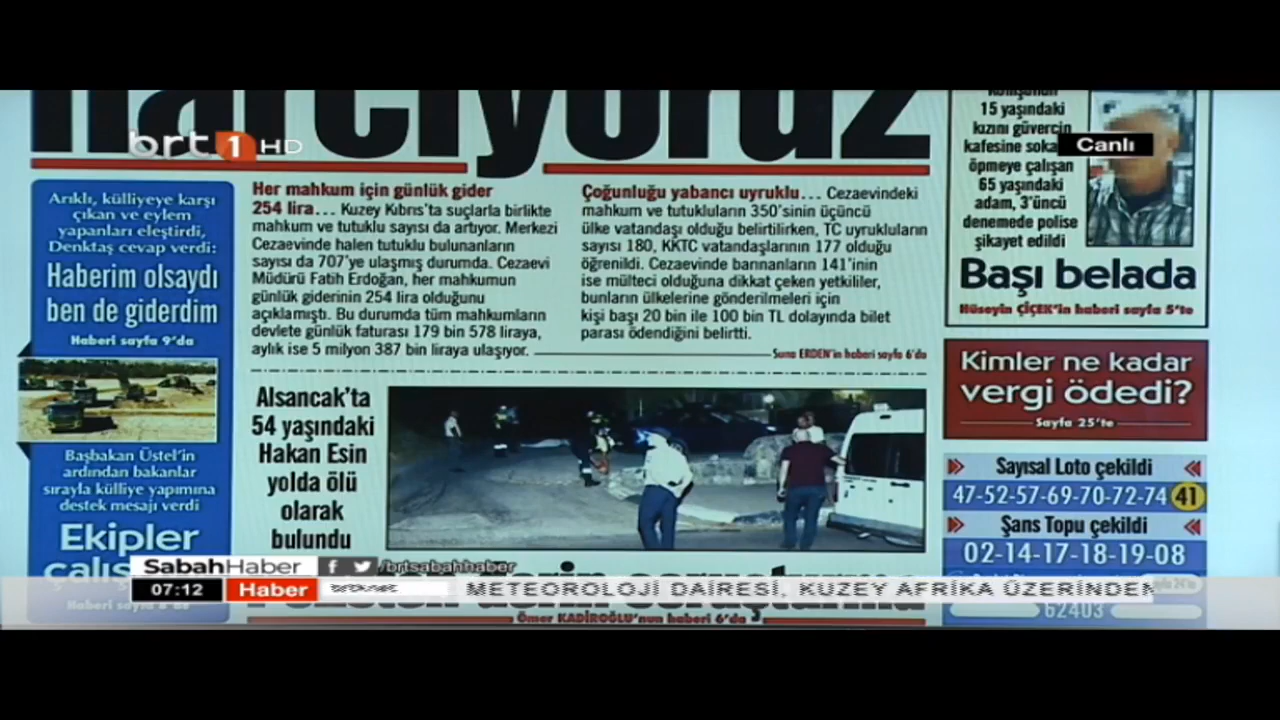 harcıyoruz
brt 1 HD
Canlı
Arıklı, külliyeye karşı
çıkan ve eylem
yapanları eleştirdi,
Denktaş cevap verdi:
Haberim olsaydı
ben de giderdim
Haberi sayfa 9'da
Başbakan Üstel'in
ardından bakanlar
sırayla külliye yapımına
destek mesajı verdi
Ekipler
Her mahkum için günlük gider
254 lira... Kuzey Kıbrıs'ta suçlarla birlikte
mahkum ve tutuklu sayısı da artıyor. Merkezi
Cezaevinde halen tutuklu bulunanların
sayısı da 707'ye ulaşmış durumda. Cezaevi
Müdürü Fatih Erdoğan, her mahkumun
günlük giderinin 254 lira olduğunu
açıklamıştı. Bu durumda tüm mahkumların
devlete günlük faturası 179 bin 578 liraya,
aylık ise 5 milyon 387 bin liraya ulaşıyor.
Çoğunluğu yabancı uyruklu... Cezaevindeki
mahkum ve tutukluların 350'sinin üçüncü
ülke vatandaşı olduğu belirtilirken, TC uyrukluların
sayısı 180, KKTC vatandaşlarının 177 olduğu
öğrenildi. Cezaevinde barınanların 141'inin
ise mülteci olduğuna dikkat çeken yetkililer,
bunların ülkelerine gönderilmeleri için
kişi başı 20 bin ile 100 bin TL dolayında bilet
parası ödendiğini belirtti.
Suna ERDEN'in haberi sayfa 6'da
Alsancak'ta
54 yaşındaki
Hakan Esin
yolda ölü
olarak
bulundu
Ömer KADİROĞLU'nun haberi 6'da
15 yaşındaki
kızını güvercin
kafesine
öpmeye çalışan
65 yaşındaki
adam, 3'üncü
denemede polise
şikayet edildi
Başı belada
Hüseyin ÇİÇEK'in haberi sayfa 5'te
Kimler ne kadar
vergi ödedi?
Sayfa 25'te
Sayısal Loto çekildi
47-52-57-69-70-72-74 41
Şans Topu çekildi
02-14-17-18-19-08
62403
SabahHaber
/brtsabahhaber
07:12 Haber METEOROLOJİ DAİRESİ, KUZEY AFRİKA ÜZERİNDEN